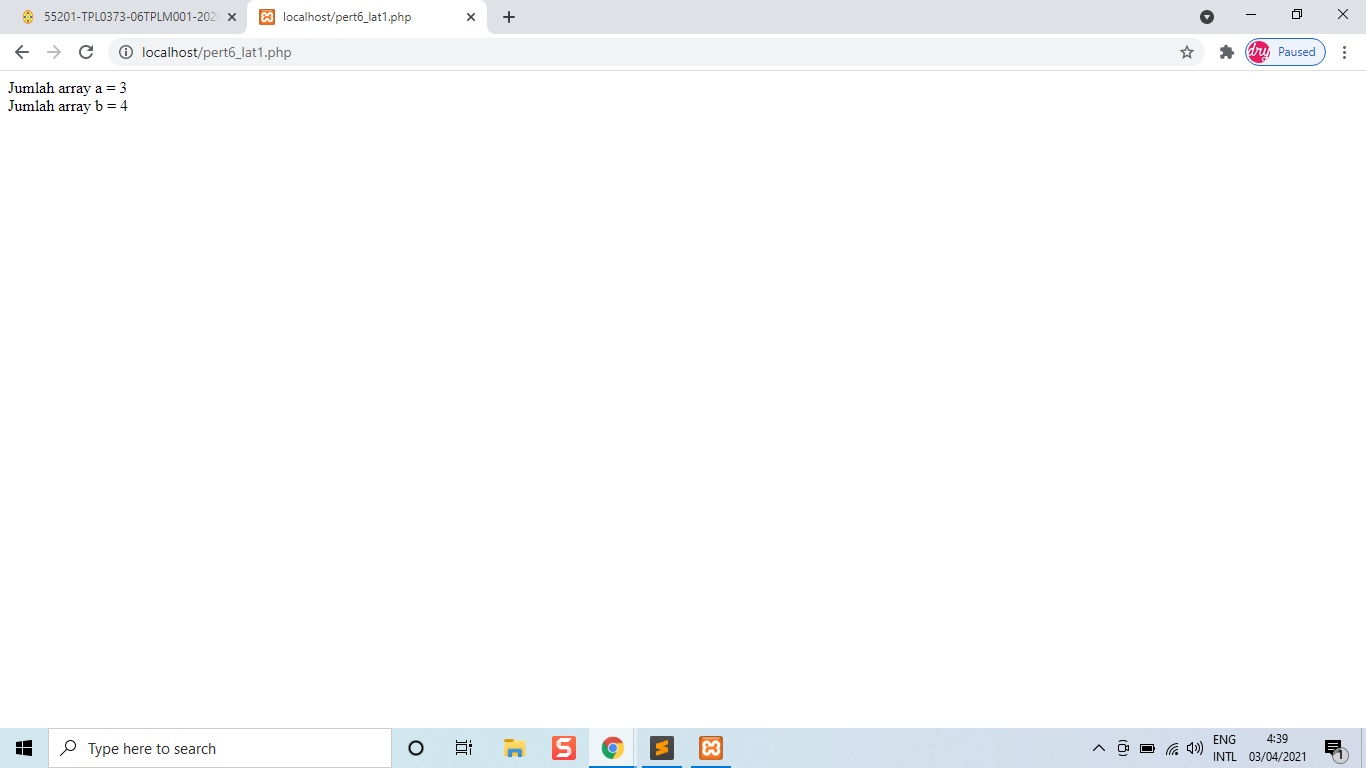 55201-TPL0373-06TPLM001-202
localhost/pert6_lat1.php
localhost/pert6_lat1.php
dry
Paused
Jumlah array a = 3
Jumlah array b = 4
Type here to search
S
ENG
INTL
4:39
03/04/2021
1